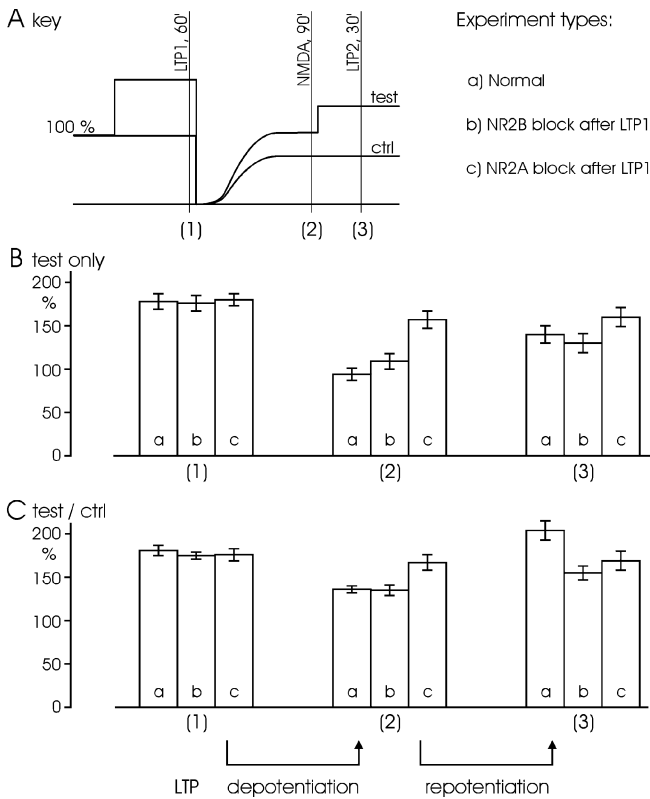 A key
LTP1, 60'
NMDA, 90'
LTP2, 30'
Experiment types:
a) Normal
b) NR2B block after LTP1
c) NR2A block after LTP1
100 %
test
ctrl
(1) (2) (3)
B test only
200
%
150
100
50
0
a b c a b c a b c
(1) (2) (3)
C test / ctrl
200
%
150
100
50
0
a b c a b c a b c
(1) (2) (3)
LTP depotentiation repotentiation